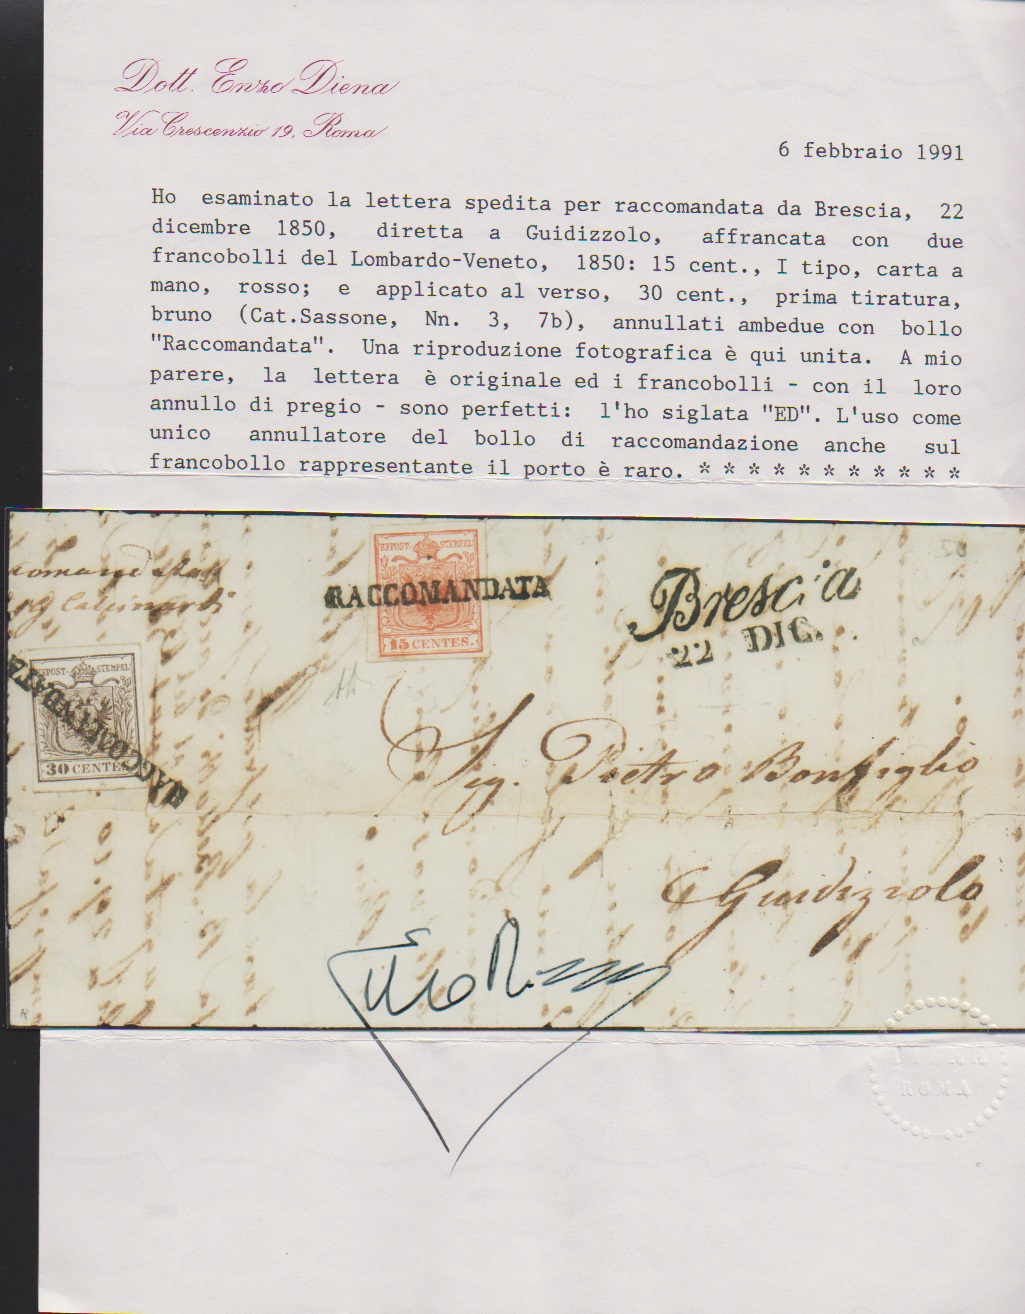 Dott. Enzo Diena
Via Crescenzio 19, Roma
6 febbraio 1991
Ho esaminato la lettera spedita per raccomandata da Brescia, 22
dicembre 1850, diretta a Guidizzolo, affrancata con due
francobolli del Lombardo-Veneto, 1850: 15 cent., I tipo, carta a
mano, rosso; e applicato al verso, 30 cent., prima tiratura,
bruno (Cat.Sassone, Nn. 3, 7b), annullati ambedue con bollo
"Raccomandata". Una riproduzione fotografica è qui unita. A mio
parere, la lettera è originale ed i francobolli - con il loro
annullo di pregio - sono perfetti: l'ho siglata "ED". L'uso come
unico annullatore del bollo di raccomandazione anche sul
francobollo rappresentante il porto è raro. * * * * * * * * * * *
KPOST STEMPEL
RACCOMANDATA
15 CENTES.
Brescia
22 DIC.
KPOST STEMPEL
RACCOMANDATA
30 CENTES.
Sig. Pietro Bonfiglio
Guidizzolo
DIENA
ROMA